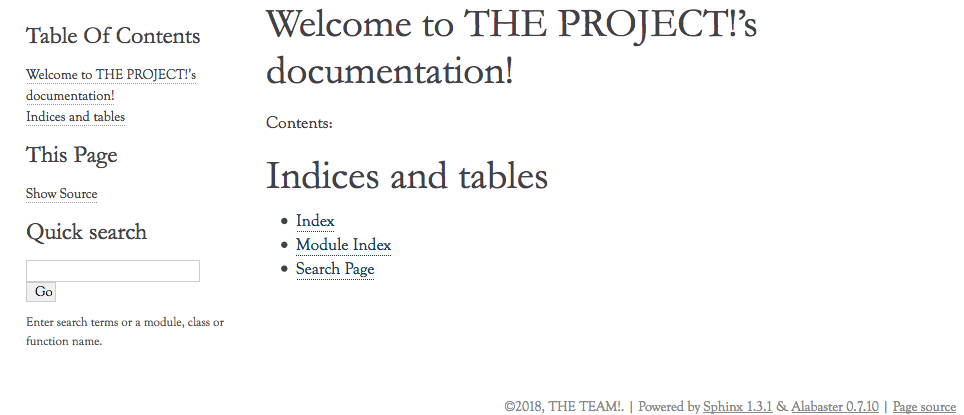 Table Of Contents
Welcome to THE PROJECT!’s
documentation!
Indices and tables
This Page
Show Source
Quick search
Go
Enter search terms or a module, class or
function name.
Welcome to THE PROJECT!’s
documentation!
Contents:
Indices and tables
• Index
• Module Index
• Search Page
©2018, THE TEAM!. | Powered by Sphinx 1.3.1 & Alabaster 0.7.10 | Page source